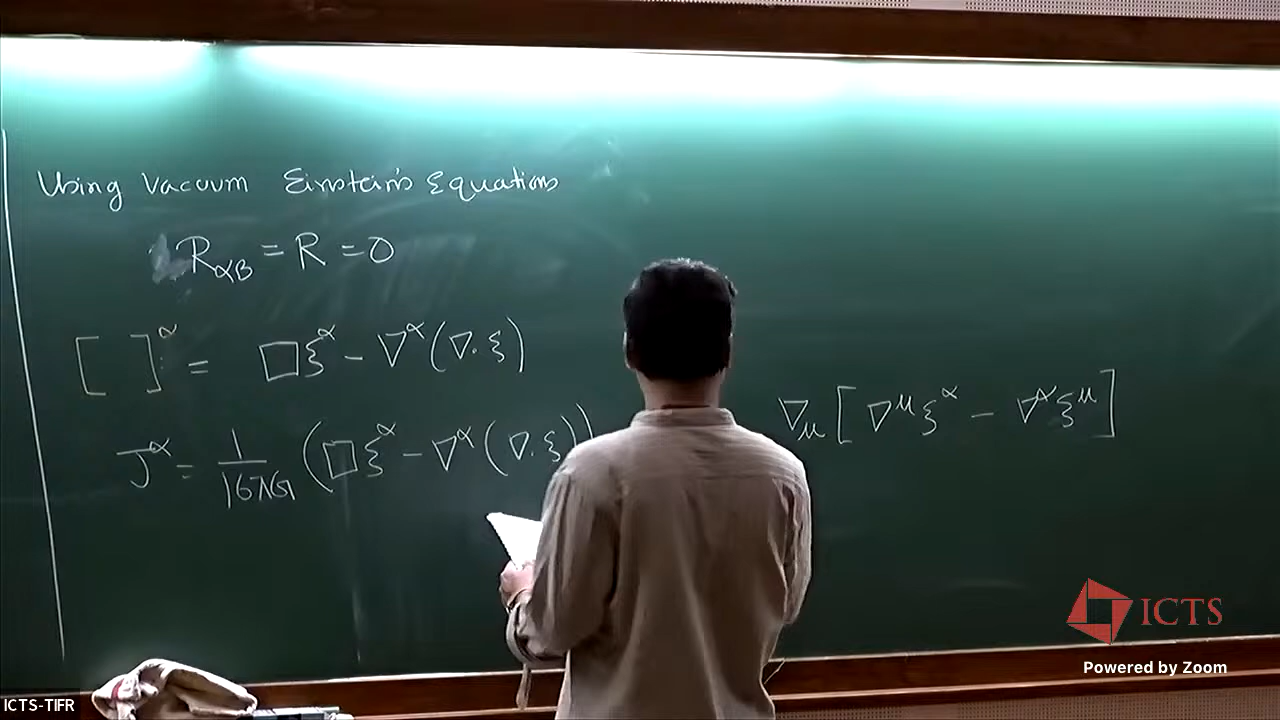 Using Vacuum Einstein's Equations
R_{αβ} = R = 0
[ ]^α = □ξ^α − ∇^α(∇·ξ)
J^α = 1/16πG (□ξ^α − ∇^α(∇·ξ))
∇_μ[∇^μ ξ^α − ∇^α ξ^μ]
ICTS
Powered by Zoom
ICTS-TIFR